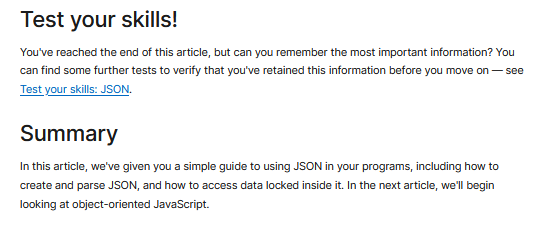 Test your skills!
You've reached the end of this article, but can you remember the most important information? You
can find some further tests to verify that you've retained this information before you move on — see
Test your skills: JSON.
Summary
In this article, we've given you a simple guide to using JSON in your programs, including how to
create and parse JSON, and how to access data locked inside it. In the next article, we'll begin
looking at object-oriented JavaScript.